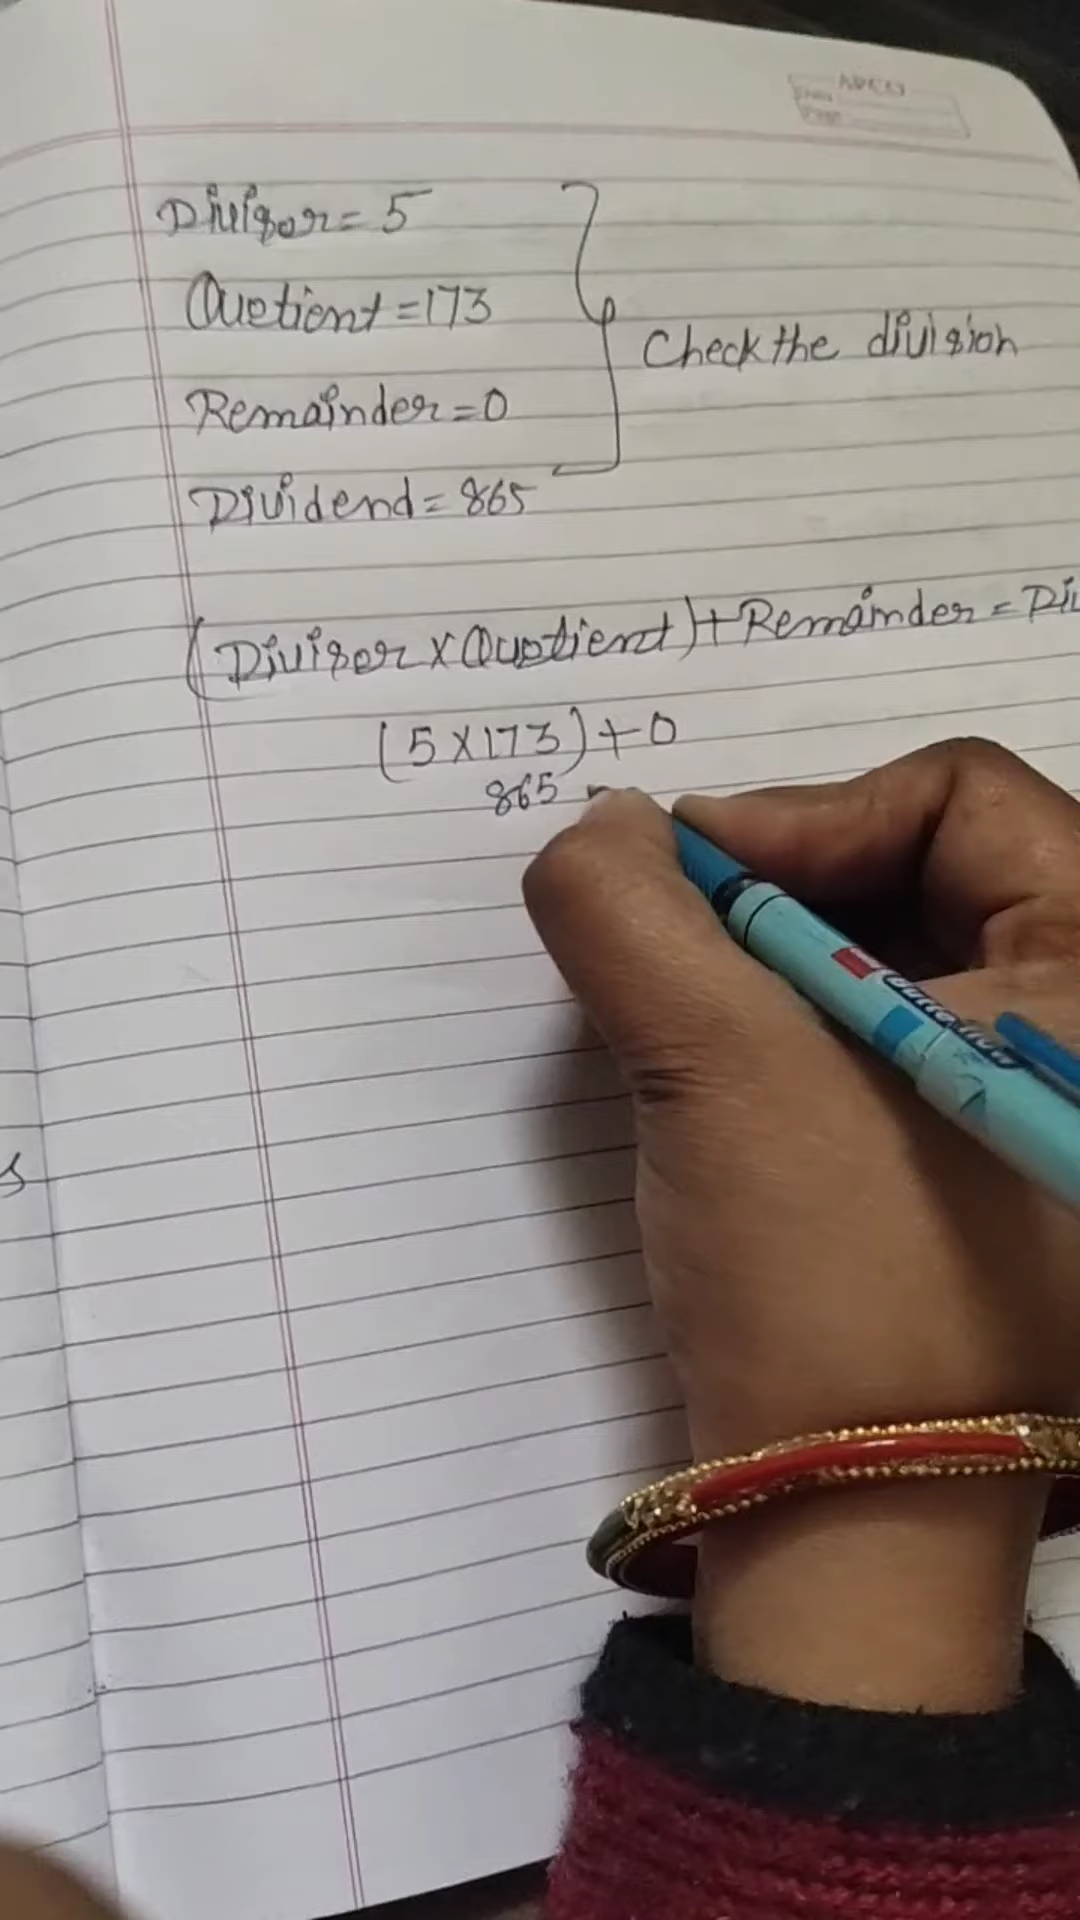 APCO
Divisor = 5
Quotient = 173
Remainder = 0
Check the division
Dividend = 865
(Divisor × Quotient) + Remainder = Di
(5 × 173) + 0
865